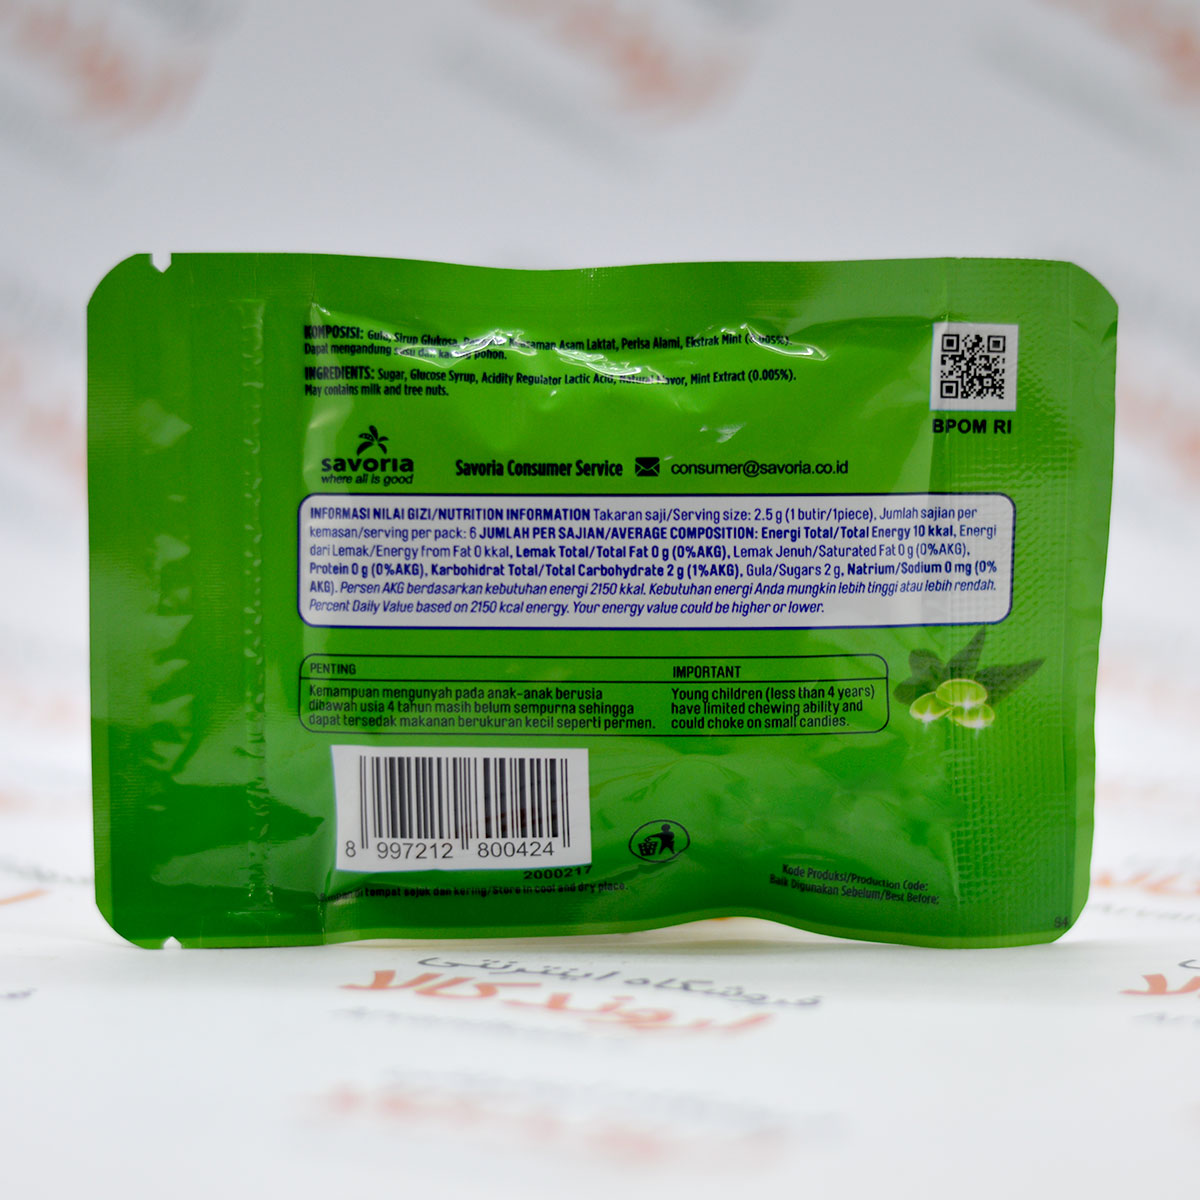 KOMPOSISI: Gula, Sirup Glukosa, Keasaman Asam Laktat, Perisa Alami, Ekstrak Mint (0.005%).
Dapat mengandung susu dan kacang pohon.
INGREDIENTS: Sugar, Glucose Syrup, Acidity Regulator Lactic Acid, Natural Flavor, Mint Extract (0.005%).
May contains milk and tree nuts.
BPOM RI
savoria
where all is good
Savoria Consumer Service consumer@savoria.co.id
INFORMASI NILAI GIZI/NUTRITION INFORMATION Takaran saji/Serving size: 2.5 g (1 butir/1piece), Jumlah sajian per
kemasan/serving per pack: 6 JUMLAH PER SAJIAN/AVERAGE COMPOSITION: Energi Total/Total Energy 10 kkal, Energi
dari Lemak/Energy from Fat 0 kkal, Lemak Total/Total Fat 0 g (0%AKG), Lemak Jenuh/Saturated Fat 0 g (0%AKG),
Protein 0 g (0%AKG), Karbohidrat Total/Total Carbohydrate 2 g (1%AKG), Gula/Sugars 2 g, Natrium/Sodium 0 mg (0%
AKG). Persen AKG berdasarkan kebutuhan energi 2150 kkal. Kebutuhan energi Anda mungkin lebih tinggi atau lebih rendah.
Percent Daily Value based on 2150 kcal energy. Your energy value could be higher or lower.
PENTING
Kemampuan mengunyah pada anak-anak berusia
dibawah usia 4 tahun masih belum sempurna sehingga
dapat tersedak makanan berukuran kecil seperti permen.
IMPORTANT
Young children (less than 4 years)
have limited chewing ability and
could choke on small candies.
8 997212 800424
2000217
di tempat sejuk dan kering/Store in cool and dry place.
Kode Produksi/Production Code:
Baik Digunakan Sebelum/Best Before:
94
فروشگاه اینترنتی
اروند کالا